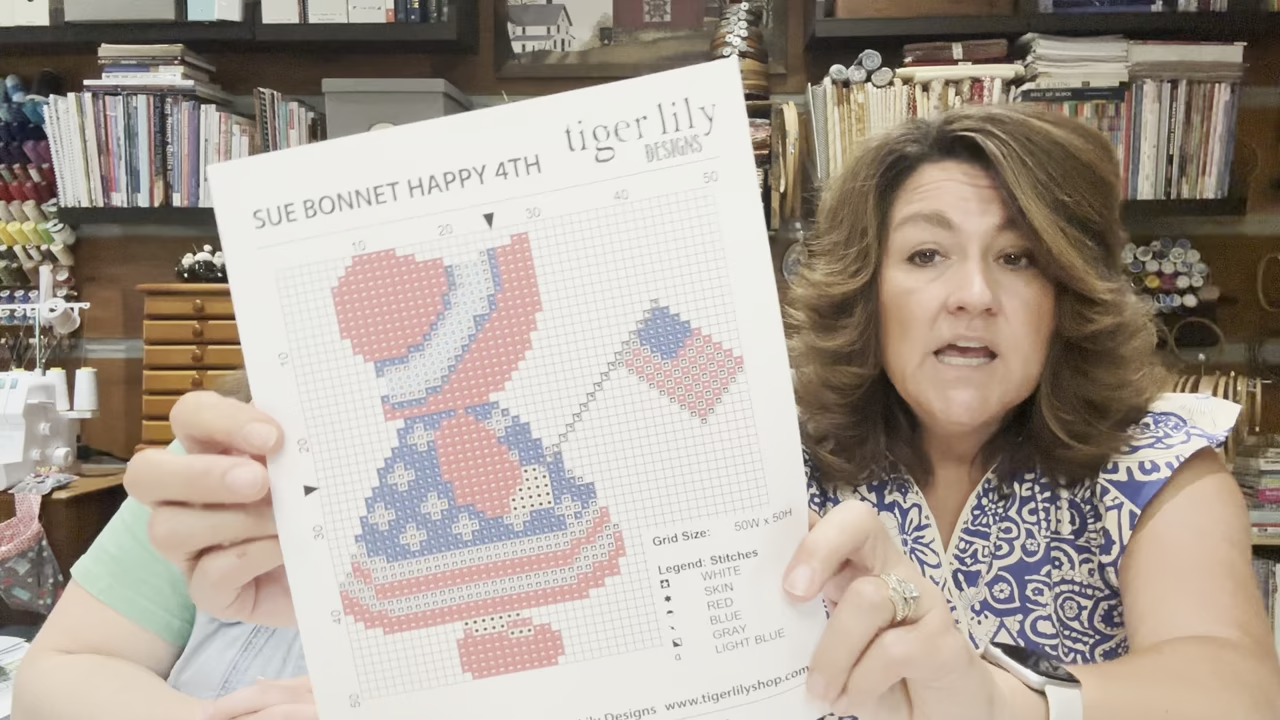 tiger lily
DESIGNS
SUE BONNET HAPPY 4TH
10 20 30 40 50
10
20
30
40
50
Grid Size: 50W x 50H
Legend: Stitches
WHITE
SKIN
RED
BLUE
GRAY
LIGHT BLUE
Lily Designs www.tigerlilyshop.com